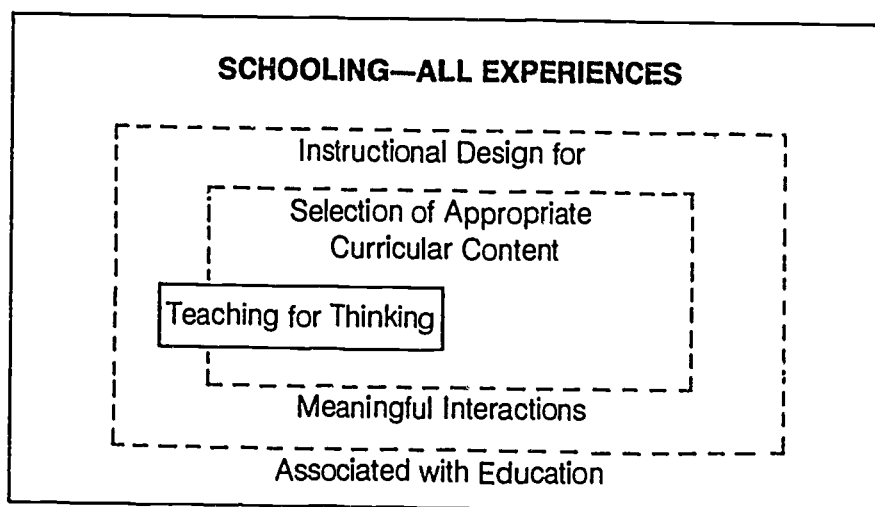 SCHOOLING—ALL EXPERIENCES
Instructional Design for
Selection of Appropriate
Curricular Content
Teaching for Thinking
Meaningful Interactions
Associated with Education